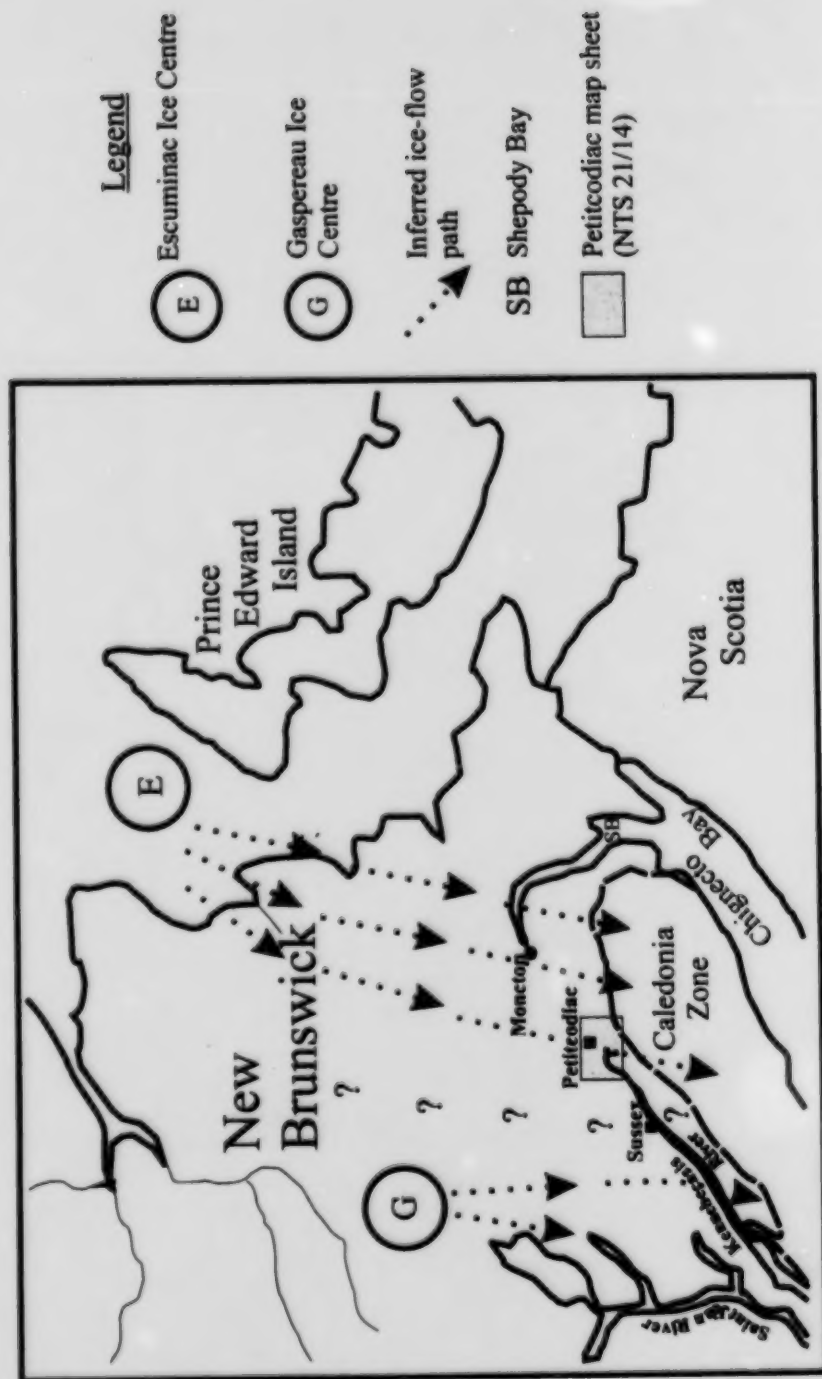 Legend
E
Escuminac Ice Centre
G
Gaspereau Ice
Centre
Inferred ice-flow
path
SB
Shepody Bay
Petitcodiac map sheet
(NTS 21/14)
E
Prince
Edward
Island
New
Brunswick
G
?
?
?
?
?
Moncton
Petitcodiac
Sussex
SB
Caledonia
Zone
Chignecto Bay
Nova
Scotia
Kennebecasis
River
Saint John River